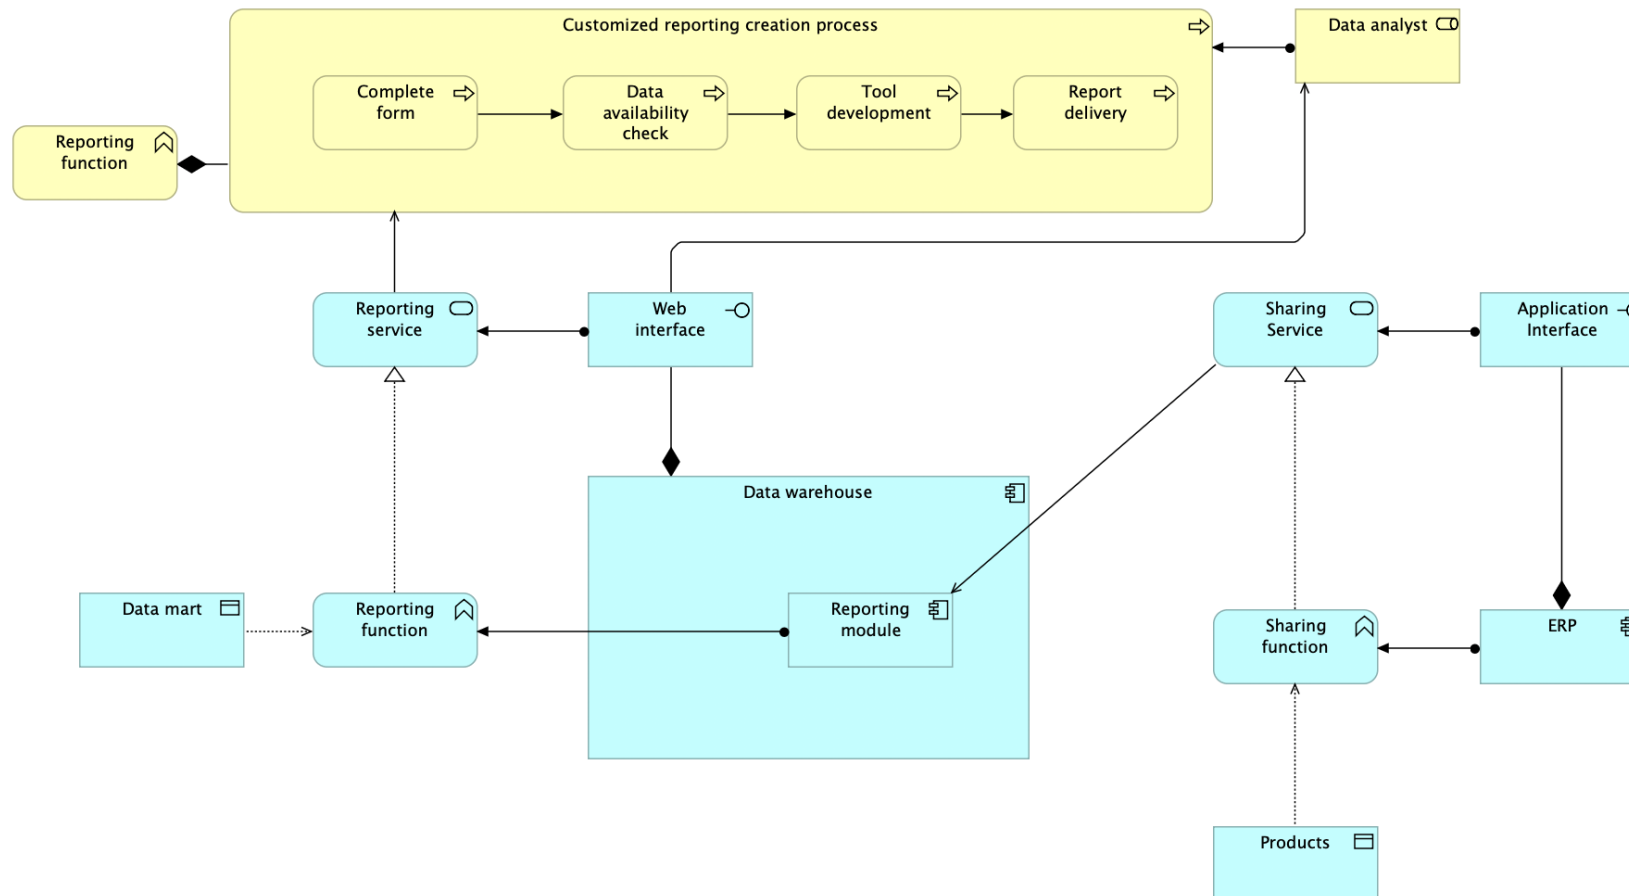 Customized reporting creation process
Data analyst
Complete
form
Data
availability
check
Tool
development
Report
delivery
Reporting
function
Reporting
service
Web
interface
Sharing
Service
Application
Interface
Data warehouse
Data mart
Reporting
function
Reporting
module
Sharing
function
ERP
Products